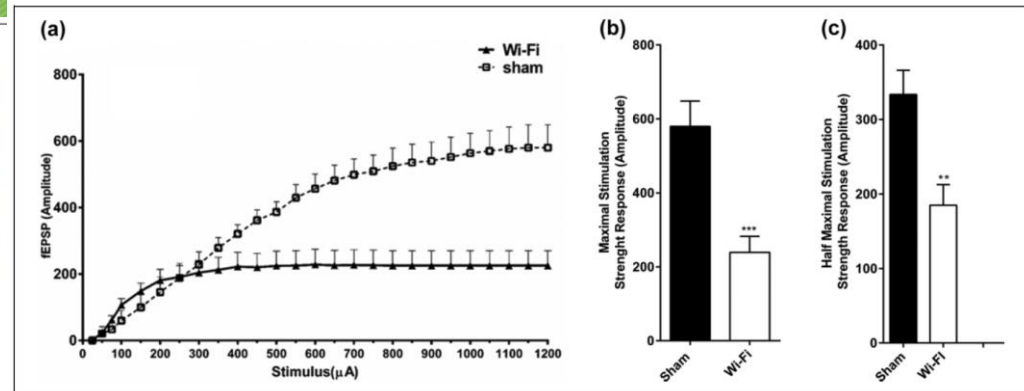 (a)
Wi-Fi
sham
800
600
400
200
0
fEPSP (Amplitude)
0 100 200 300 400 500 600 700 800 900 1000 1100 1200
Stimulus(μA)
(b)
800
600
400
200
0
Maximal Stimulation
Strenght Response (Amplitude)
***
Sham
Wi-Fi
(c)
400
300
200
100
0
Half Maximal Stimulation
Strength Response (Amplitude)
**
Sham
Wi-Fi